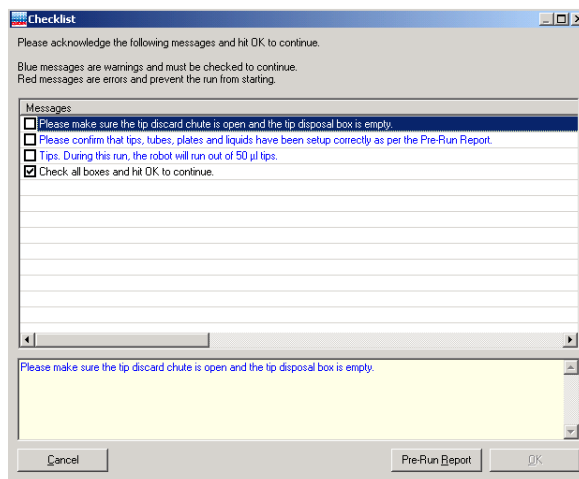 Checklist
Please acknowledge the following messages and hit OK to continue.
Blue messages are warnings and must be checked to continue.
Red messages are errors and prevent the run from starting.
Messages
Please make sure the tip discard chute is open and the tip disposal box is empty.
Please confirm that tips, tubes, plates and liquids have been setup correctly as per the Pre-Run Report.
Tips. During this run, the robot will run out of 50 µl tips.
Check all boxes and hit OK to continue.
Please make sure the tip discard chute is open and the tip disposal box is empty.
Cancel Pre-Run Report OK